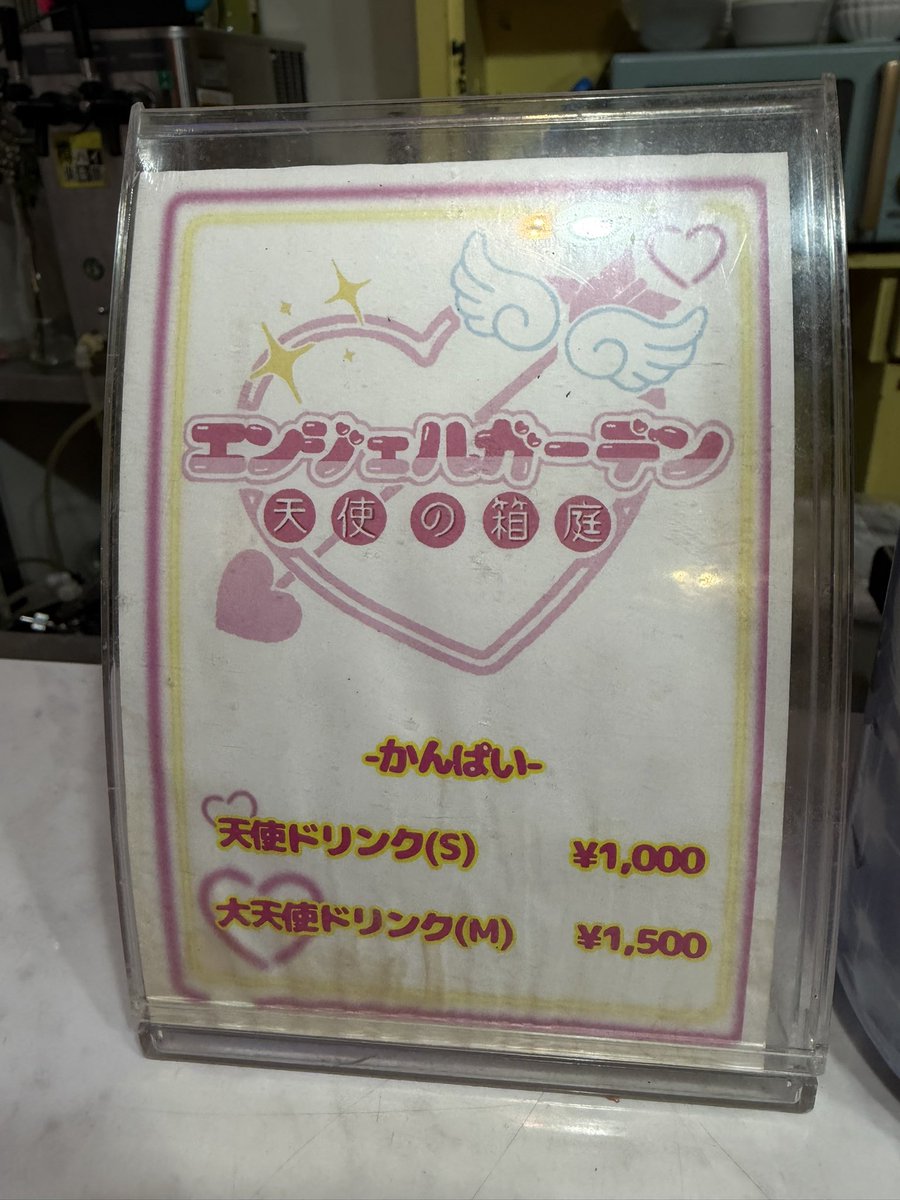 エンジェルガーデン
天使の箱庭
-かんぱい-
天使ドリンク(S) ¥1,000
大天使ドリンク(M) ¥1,500